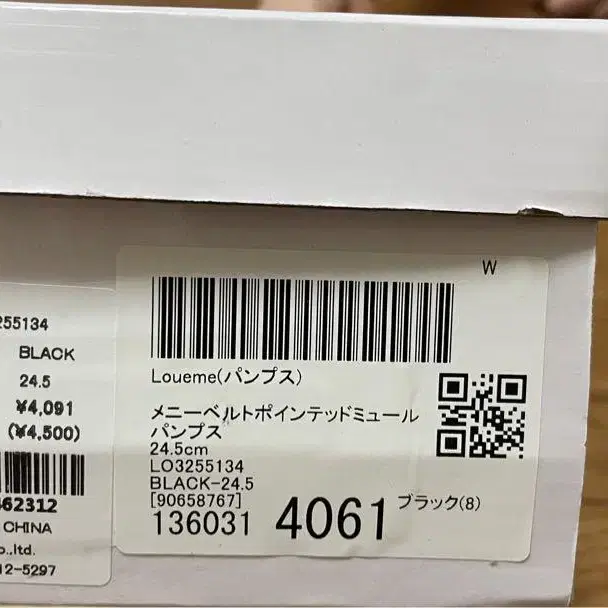 255134
BLACK
24.5
¥4,091
(¥4,500)
462312
CHINA
o.,ltd.
12-5297
W
Loueme(パンプス)
メニーベルトポインテッドミュール
パンプス
24.5cm
LO3255134
BLACK-24.5
[90658767]
ブラック(8)
136031 4061